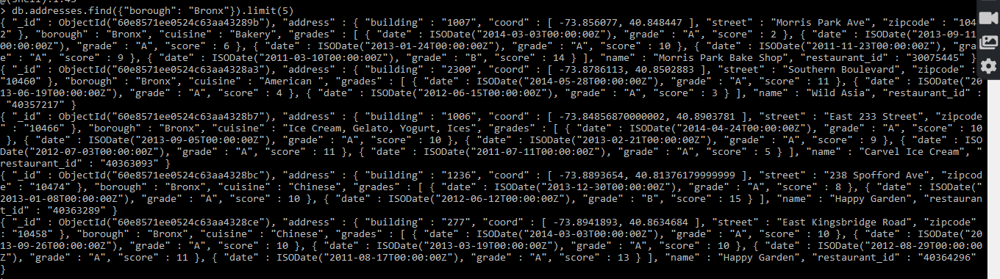 > db.addresses.find({"borough": "Bronx"}).limit(5)
{ "_id" : ObjectId("60e8571ee0524c63aa43289b"), "address" : { "building" : "1007", "coord" : [ -73.856077, 40.848447 ], "street" : "Morris Park Ave", "zipcode" : "1046
2" }, "borough" : "Bronx", "cuisine" : "Bakery", "grades" : [ { "date" : ISODate("2014-03-03T00:00:00Z"), "grade" : "A", "score" : 2 }, { "date" : ISODate("2013-09-11T
00:00:00Z"), "grade" : "A", "score" : 6 }, { "date" : ISODate("2013-01-24T00:00:00Z"), "grade" : "A", "score" : 10 }, { "date" : ISODate("2011-11-23T00:00:00Z"), "grad
e" : "A", "score" : 9 }, { "date" : ISODate("2011-03-10T00:00:00Z"), "grade" : "B", "score" : 14 } ], "name" : "Morris Park Bake Shop", "restaurant_id" : "30075445" }
{ "_id" : ObjectId("60e8571ee0524c63aa4328a3"), "address" : { "building" : "2300", "coord" : [ -73.8786113, 40.8502883 ], "street" : "Southern Boulevard", "zipcode" :
"10460" }, "borough" : "Bronx", "cuisine" : "American ", "grades" : [ { "date" : ISODate("2014-05-28T00:00:00Z"), "grade" : "A", "score" : 11 }, { "date" : ISODate("20
13-06-19T00:00:00Z"), "grade" : "A", "score" : 4 }, { "date" : ISODate("2012-06-15T00:00:00Z"), "grade" : "A", "score" : 3 } ], "name" : "Wild Asia", "restaurant_id" :
"40357217" }
{ "_id" : ObjectId("60e8571ee0524c63aa4328b7"), "address" : { "building" : "1006", "coord" : [ -73.84856870000002, 40.8903781 ], "street" : "East 233 Street", "zipcode
" : "10466" }, "borough" : "Bronx", "cuisine" : "Ice Cream, Gelato, Yogurt, Ices", "grades" : [ { "date" : ISODate("2014-04-24T00:00:00Z"), "grade" : "A", "score" : 10
}, { "date" : ISODate("2013-09-05T00:00:00Z"), "grade" : "A", "score" : 10 }, { "date" : ISODate("2013-02-21T00:00:00Z"), "grade" : "A", "score" : 9 }, { "date" : ISO
Date("2012-07-03T00:00:00Z"), "grade" : "A", "score" : 11 }, { "date" : ISODate("2011-07-11T00:00:00Z"), "grade" : "A", "score" : 5 } ], "name" : "Carvel Ice Cream", "
restaurant_id" : "40363093" }
{ "_id" : ObjectId("60e8571ee0524c63aa4328bc"), "address" : { "building" : "1236", "coord" : [ -73.8893654, 40.81376179999999 ], "street" : "238 Spofford Ave", "zipcod
e" : "10474" }, "borough" : "Bronx", "cuisine" : "Chinese", "grades" : [ { "date" : ISODate("2013-12-30T00:00:00Z"), "grade" : "A", "score" : 8 }, { "date" : ISODate("
2013-01-08T00:00:00Z"), "grade" : "A", "score" : 10 }, { "date" : ISODate("2012-06-12T00:00:00Z"), "grade" : "B", "score" : 15 } ], "name" : "Happy Garden", "restauran
t_id" : "40363289" }
{ "_id" : ObjectId("60e8571ee0524c63aa4328ce"), "address" : { "building" : "277", "coord" : [ -73.8941893, 40.8634684 ], "street" : "East Kingsbridge Road", "zipcode"
: "10458" }, "borough" : "Bronx", "cuisine" : "Chinese", "grades" : [ { "date" : ISODate("2014-03-03T00:00:00Z"), "grade" : "A", "score" : 10 }, { "date" : ISODate("20
13-09-26T00:00:00Z"), "grade" : "A", "score" : 10 }, { "date" : ISODate("2013-03-19T00:00:00Z"), "grade" : "A", "score" : 10 }, { "date" : ISODate("2012-08-29T00:00:00
Z"), "grade" : "A", "score" : 11 }, { "date" : ISODate("2011-08-17T00:00:00Z"), "grade" : "A", "score" : 13 } ], "name" : "Happy Garden", "restaurant_id" : "40364296"
}